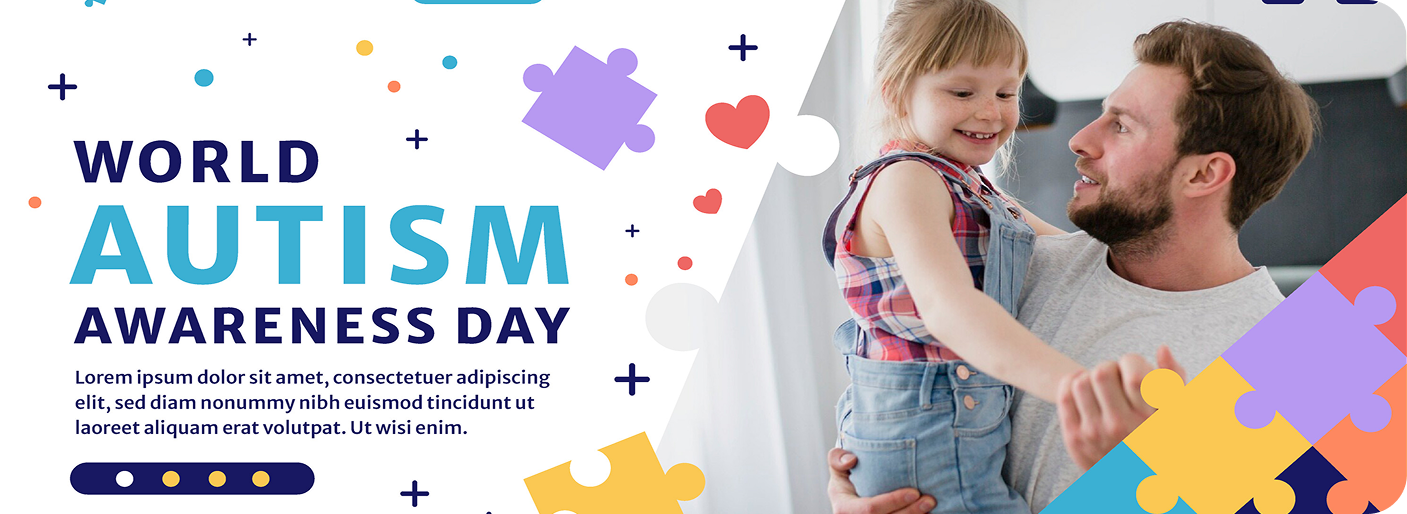 WORLD
AUTISM
AWARENESS DAY
Lorem ipsum dolor sit amet, consectetuer adipiscing
elit, sed diam nonummy nibh euismod tincidunt ut
laoreet aliquam erat volutpat. Ut wisi enim.